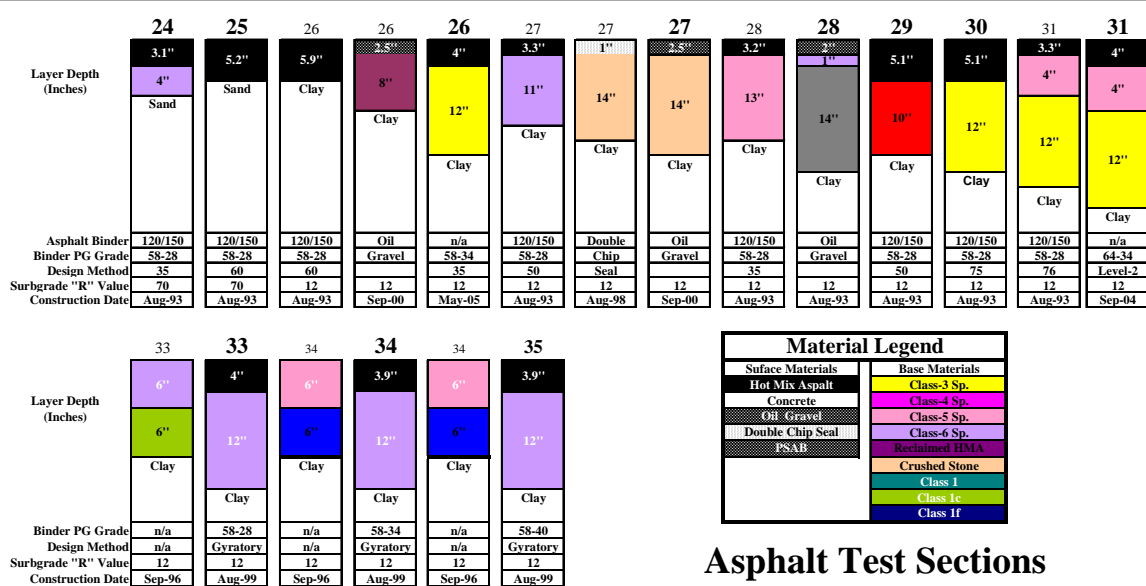 24 25 26 26 26 27 27 27 28 28 29 30 31 31
3.1" 5.2" 5.9" 2.5" 4" 3.3" 1" 2.5" 3.2" 2" 5.1" 5.1" 3.3" 4"
Layer Depth
(Inches)
4" 8" 12" 11" 14" 14" 13" 1" 14" 10" 12" 4" 12" 4" 12"
Sand Sand Clay Clay Clay Clay Clay Clay Clay Clay Clay Clay Clay Clay
Asphalt Binder 120/150 120/150 120/150 Oil n/a 120/150 Double Oil 120/150 Oil 120/150 120/150 120/150 n/a
Binder PG Grade 58-28 58-28 58-28 Gravel 58-34 58-28 Chip Gravel 58-28 Gravel 58-28 58-28 58-28 64-34
Design Method 35 60 60 35 50 Seal 35 50 75 76 Level-2
Surbgrade "R" Value 70 70 12 12 12 12 12 12 12 12 12 12 12 12
Construction Date Aug-93 Aug-93 Aug-93 Sep-00 May-05 Aug-93 Aug-98 Sep-00 Aug-93 Aug-93 Aug-93 Aug-93 Aug-93 Sep-04
33 33 34 34 34 35
6" 4" 6" 3.9" 6" 3.9"
Layer Depth
(Inches)
6" 12" 6" 12" 6" 12"
Clay Clay Clay Clay Clay Clay
Binder PG Grade n/a 58-28 n/a 58-34 n/a 58-40
Design Method n/a Gyratory n/a Gyratory n/a Gyratory
Surbgrade "R" Value 12 12 12 12 12 12
Construction Date Sep-96 Aug-99 Sep-96 Aug-99 Sep-96 Aug-99
Material Legend
Suface Materials Base Materials
Hot Mix Aspalt Class-3 Sp.
Concrete Class-4 Sp.
Oil Gravel Class-5 Sp.
Double Chip Seal Class-6 Sp.
PSAB Reclaimed HMA
Crushed Stone
Class 1
Class 1c
Class 1f
Asphalt Test Sections